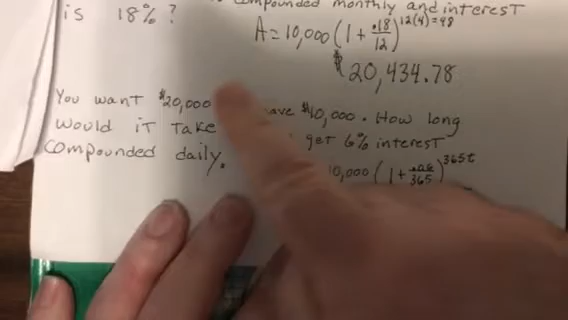 compounded monthly and interest
is 18%?
A = 10,000(1 + .18/12)^12(4)=48
$20,434.78
You want $20,000 have $10,000. How long
would it take get 6% interest
compounded daily.
10,000(1 + .06/365)^365t